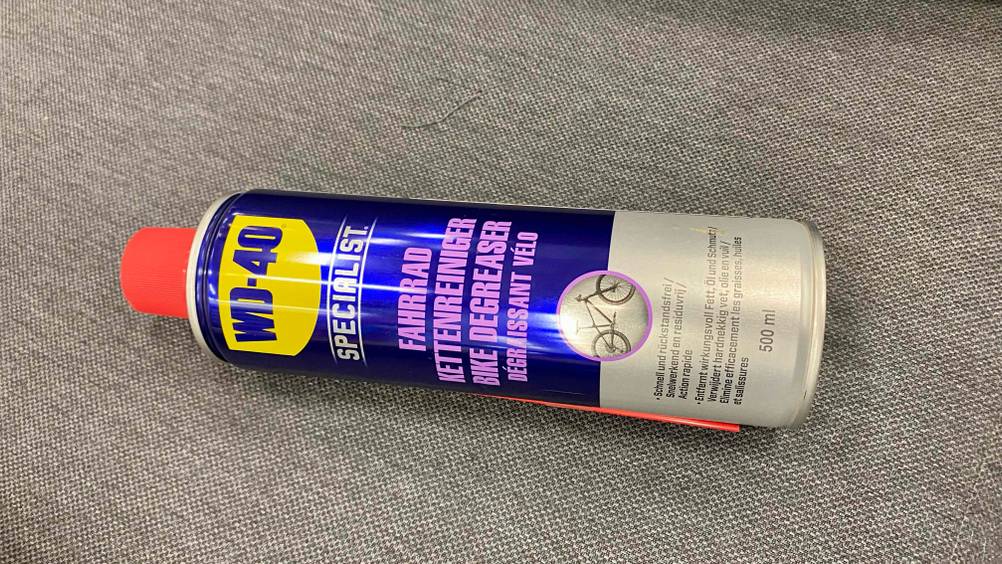 WD-40
SPECIALIST.
FAHRRAD
KETTENREINIGER
BIKE DEGREASER
DÉGRAISSANT VÉLO
• Schnell und rückstandsfrei /
Snelwerkend en residuvrij /
Action rapide
• Entfernt wirkungsvoll Fett, Öl und Schmutz /
Verwijdert hardnekkig vet, olie en vuil /
Elimine efficacement les graisses, huiles
et salissures
500 ml